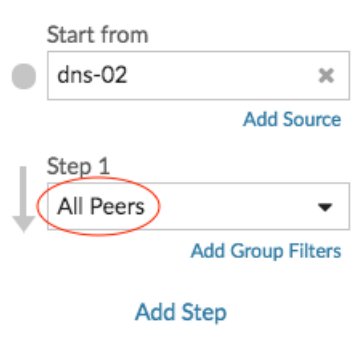 Start from
dns-02
Add Source
Step 1
All Peers
Add Group Filters
Add Step